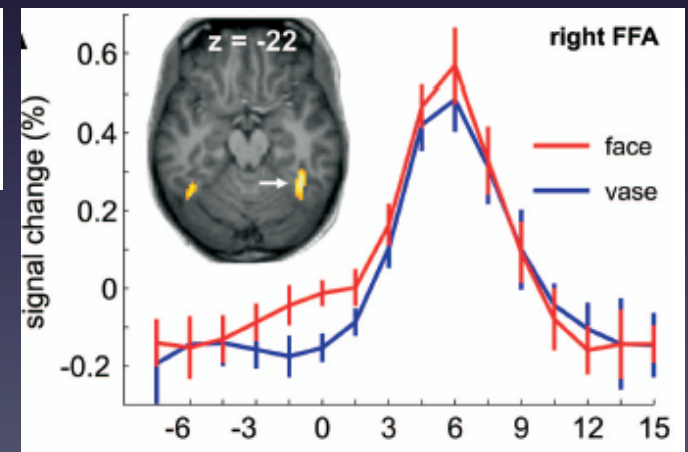 z = -22
right FFA
signal change (%)
0.6
0.4
0.2
0
-0.2
face
vase
-6 -3 0 3 6 9 12 15